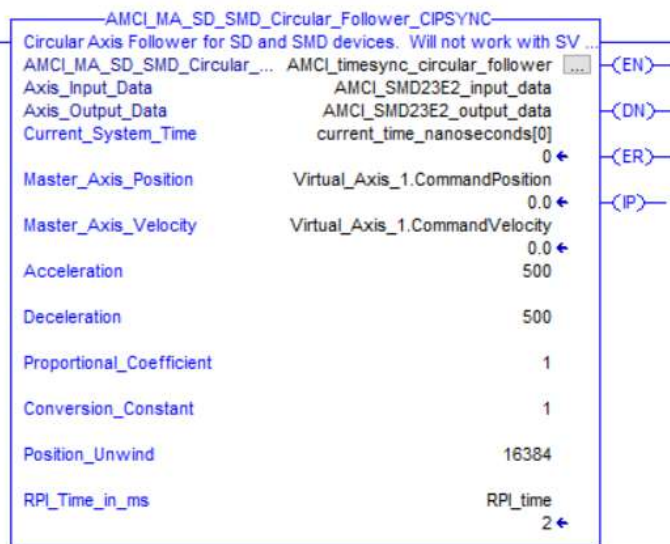 AMCI_MA_SD_SMD_Circular_Follower_CIPSYNC
Circular Axis Follower for SD and SMD devices. Will not work with SV ...
AMCI_MA_SD_SMD_Circular_... AMCI_timesync_circular_follower ... (EN)
Axis_Input_Data AMCI_SMD23E2_input_data
Axis_Output_Data AMCI_SMD23E2_output_data (DN)
Current_System_Time current_time_nanoseconds[0]
0 (ER)
Master_Axis_Position Virtual_Axis_1.CommandPosition
0.0 (IP)
Master_Axis_Velocity Virtual_Axis_1.CommandVelocity
0.0
Acceleration 500
Deceleration 500
Proportional_Coefficient 1
Conversion_Constant 1
Position_Unwind 16384
RPI_Time_in_ms RPI_time
2